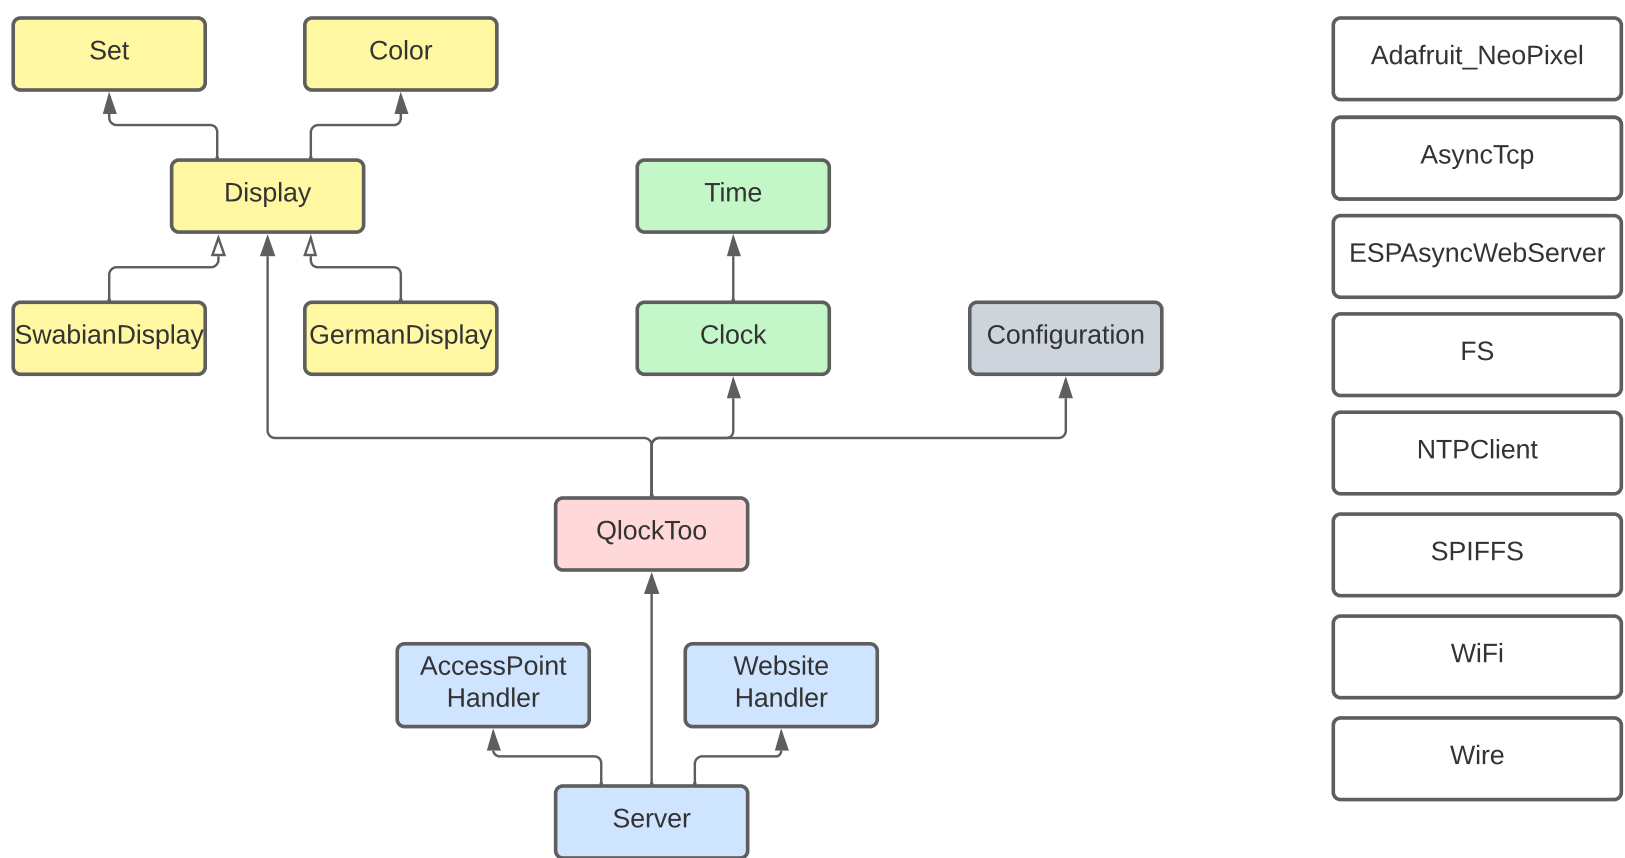 Set
Color
Adafruit_NeoPixel
AsyncTcp
Display
Time
ESPAsyncWebServer
SwabianDisplay
GermanDisplay
Clock
Configuration
FS
NTPClient
QlockToo
SPIFFS
AccessPoint
Handler
Website
Handler
WiFi
Wire
Server